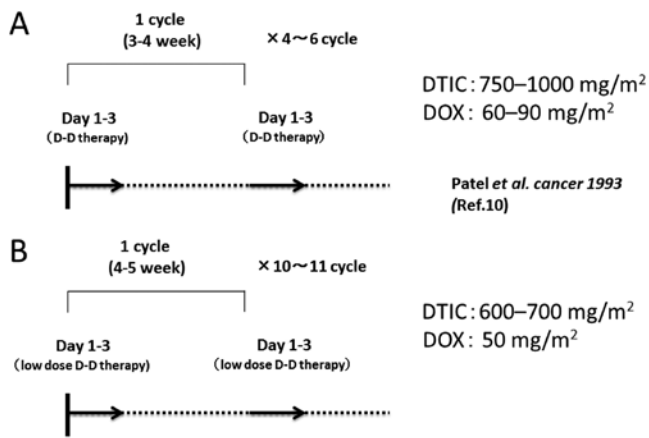 A
1 cycle
(3-4 week)
×4~6 cycle
Day 1-3
(D-D therapy)
Day 1-3
(D-D therapy)
DTIC:750–1000 mg/m²
DOX: 60–90 mg/m²
Patel et al. cancer 1993
(Ref.10)
B
1 cycle
(4-5 week)
×10~11 cycle
Day 1-3
(low dose D-D therapy)
Day 1-3
(low dose D-D therapy)
DTIC:600–700 mg/m²
DOX: 50 mg/m²